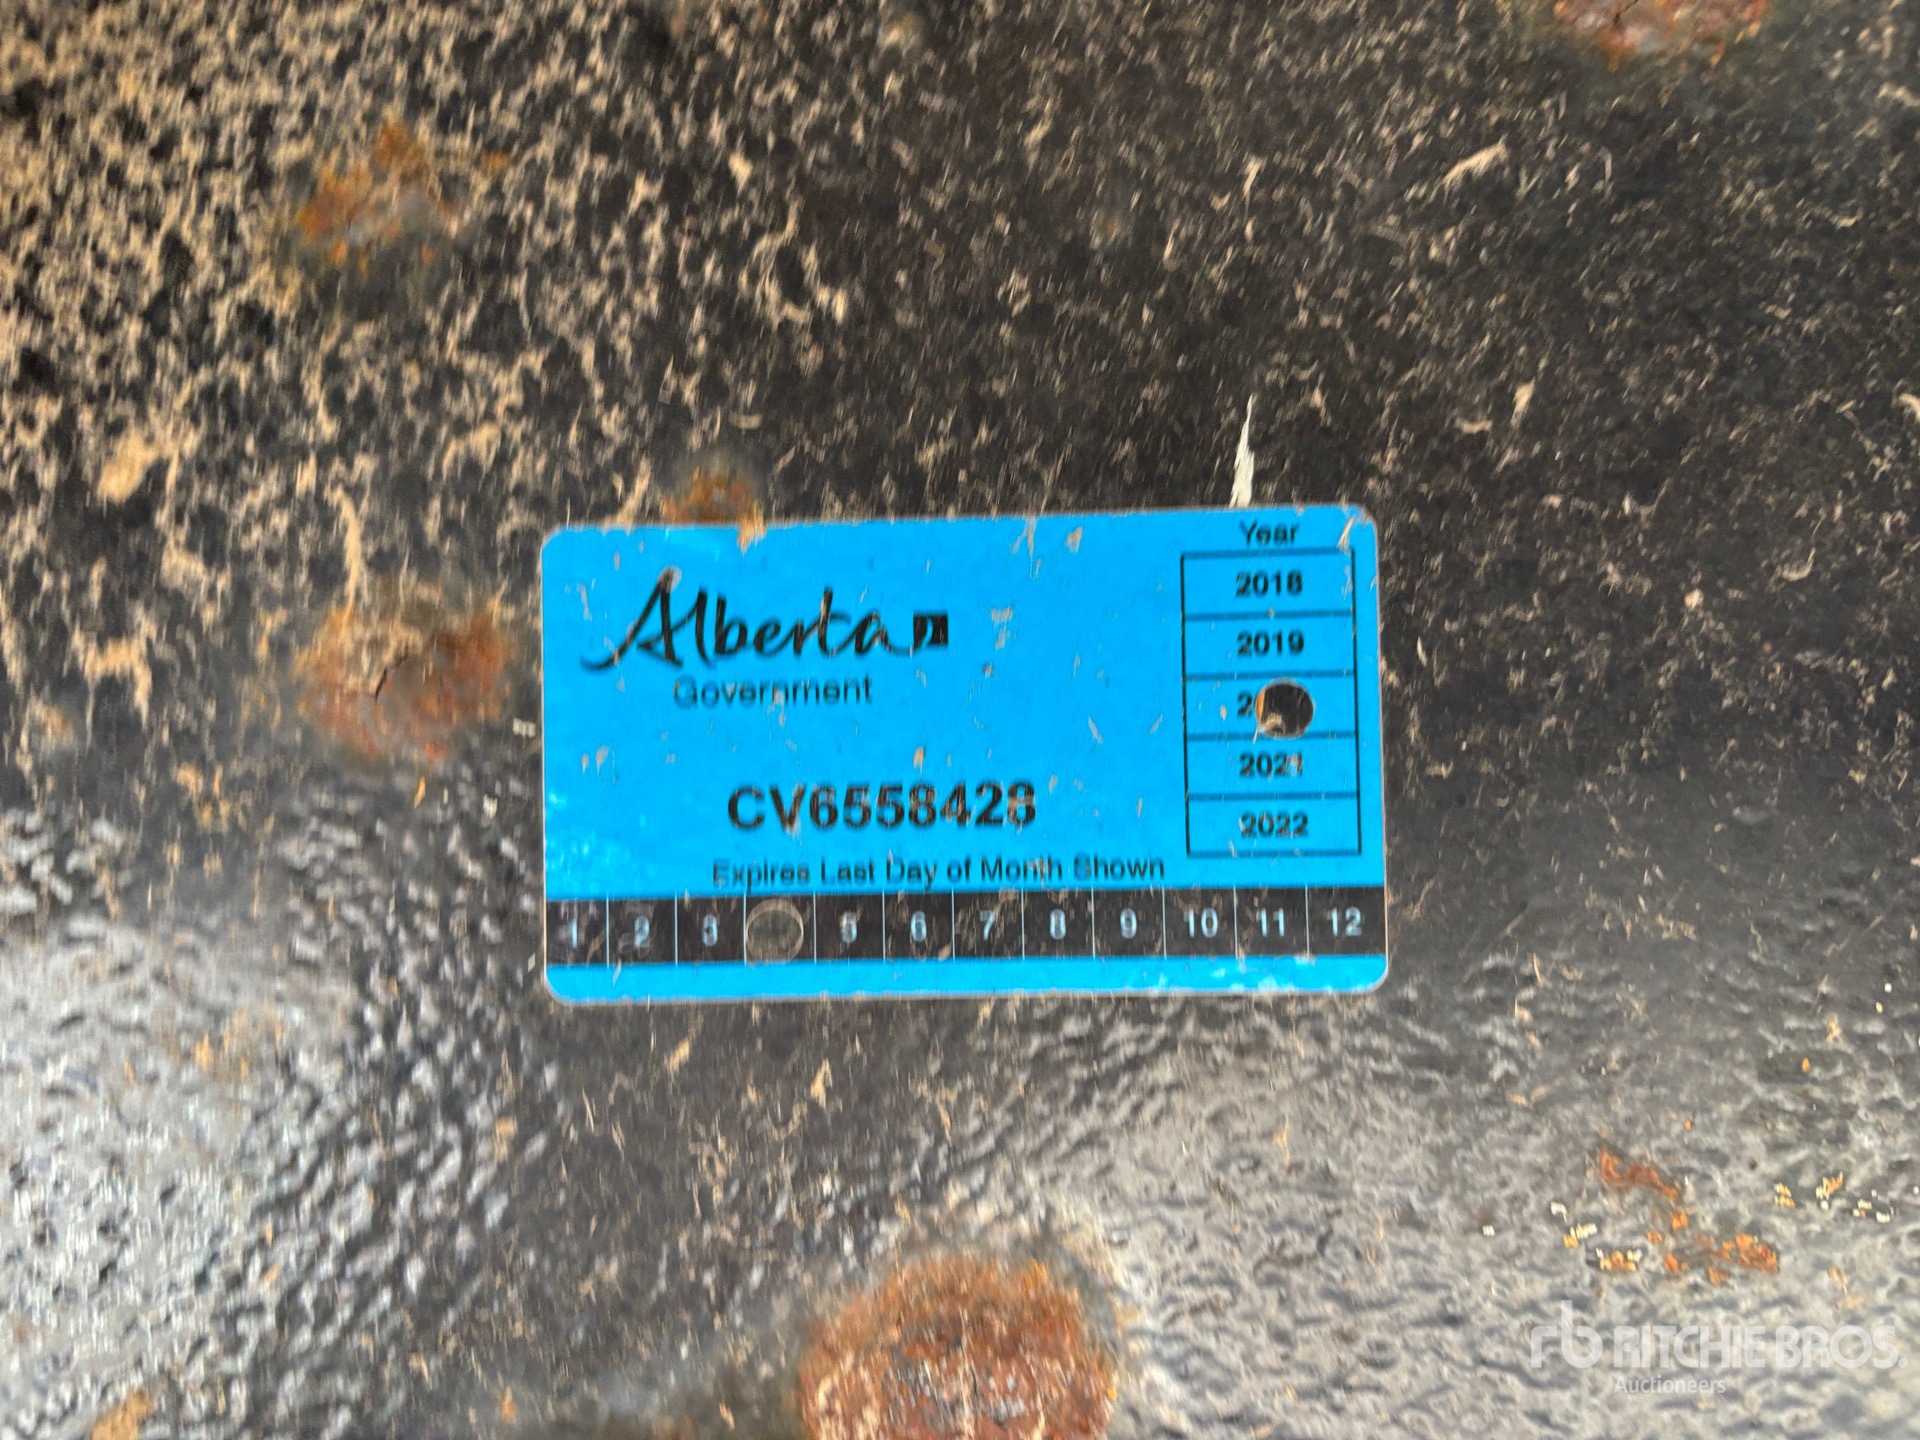 Alberta
Government
CV6558428
Expires Last Day of Month Shown
Year
2018
2019
2021
2022
1 2 3 5 6 7 8 9 10 11 12
rb RITCHIE BROS.
Auctioneers